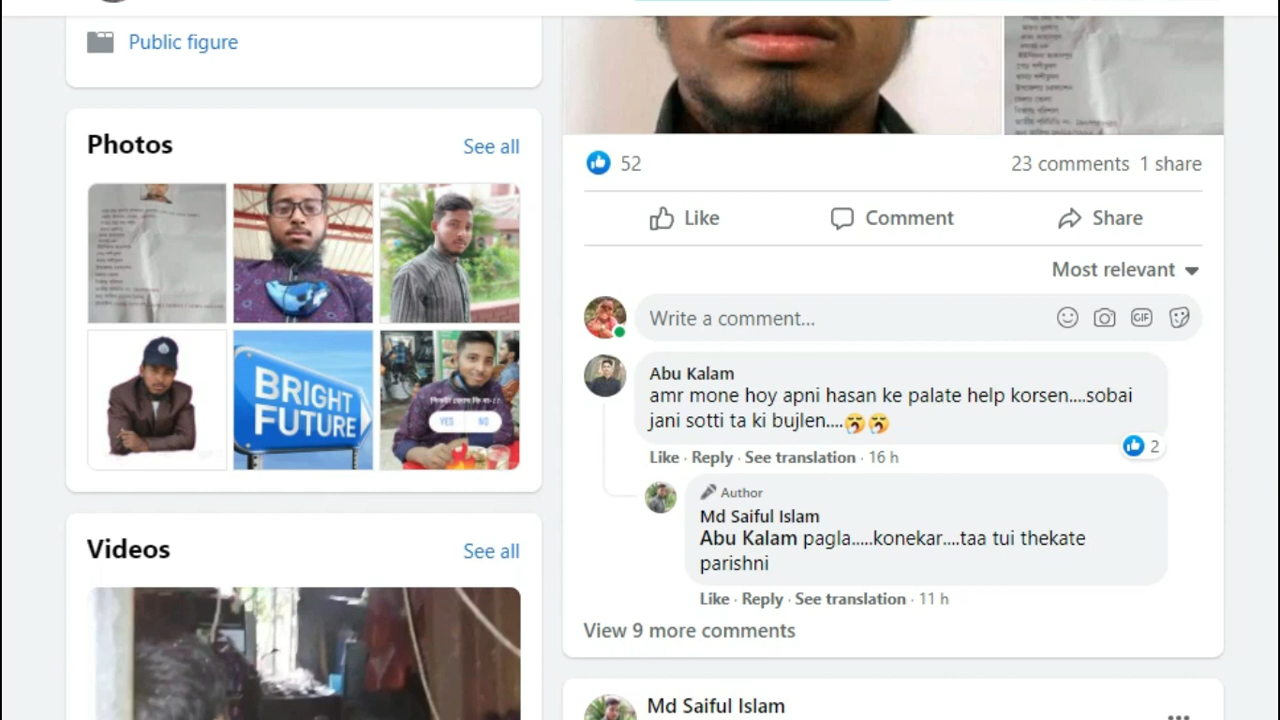 Public figure
Photos
See all
BRIGHT
FUTURE
YES
NO
Videos
See all
52
23 comments 1 share
Like
Comment
Share
Most relevant
Write a comment...
GIF
Abu Kalam
amr mone hoy apni hasan ke palate help korsen....sobai
jani sotti ta ki bujlen....🥱🥱
2
Like · Reply · See translation · 16 h
Author
Md Saiful Islam
Abu Kalam pagla.....konekar....taa tui thekate
parishni
Like · Reply · See translation · 11 h
View 9 more comments
Md Saiful Islam